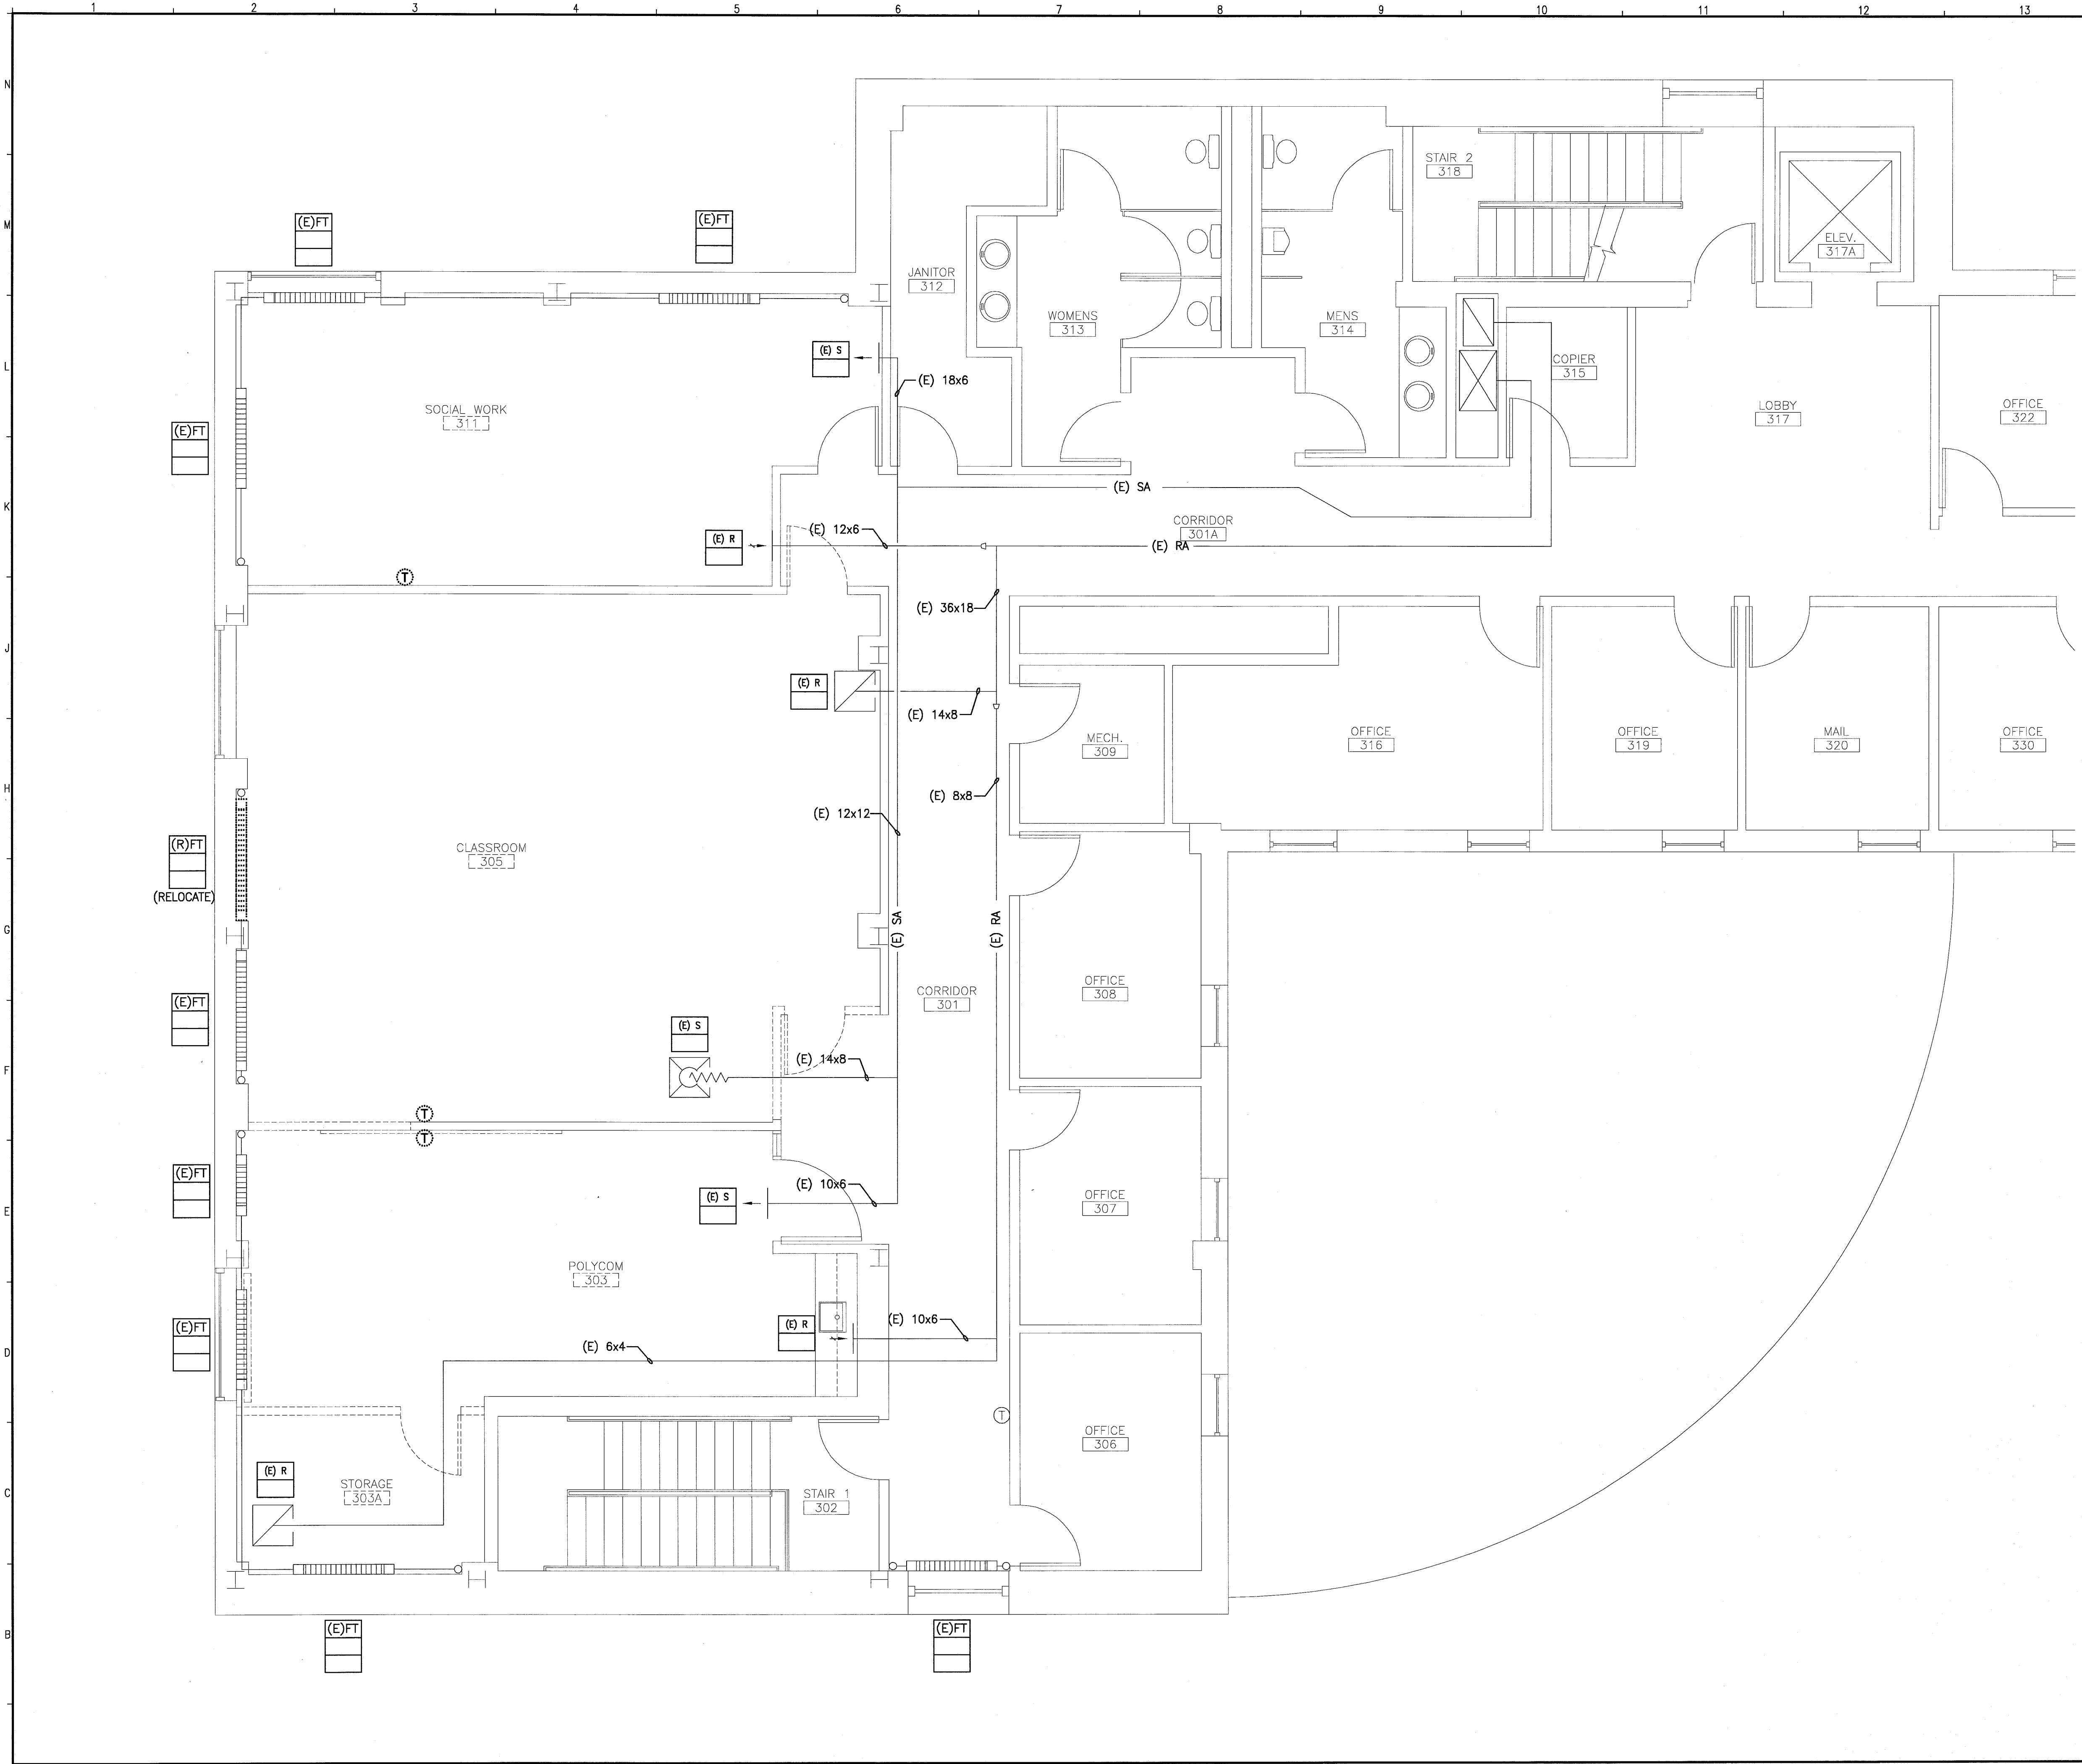 1 2 3 4 5 6 7 8 9 10 11 12 13
N
STAIR 2
318
(E)FT (E)FT
M
ELEV.
317A
JANITOR
312
WOMENS
313
MENS
314
(E) S
L
COPIER
315
(E) 18x6
SOCIAL WORK
311
LOBBY
317
OFFICE
322
(E)FT
(E) SA
K
CORRIDOR
301A
(E) 12x6
(E) R
(E) RA
T
(E) 36x18
J
(E) R
(E) 14x8
MECH.
309
OFFICE
316
OFFICE
319
MAIL
320
OFFICE
330
H
(E) 8x8
(E) 12x12
(R)FT
(RELOCATE)
CLASSROOM
305
G
(E) SA
(E) RA
OFFICE
308
CORRIDOR
301
(E)FT
(E) S
(E) 14x8
F
T
T
(E)FT
(E) 10x6
(E) S
OFFICE
307
E
POLYCOM
303
(E)FT
(E) R
(E) 10x6
(E) 6x4
D
T
OFFICE
306
(E) R
STORAGE
303A
STAIR 1
302
C
(E)FT (E)FT
B